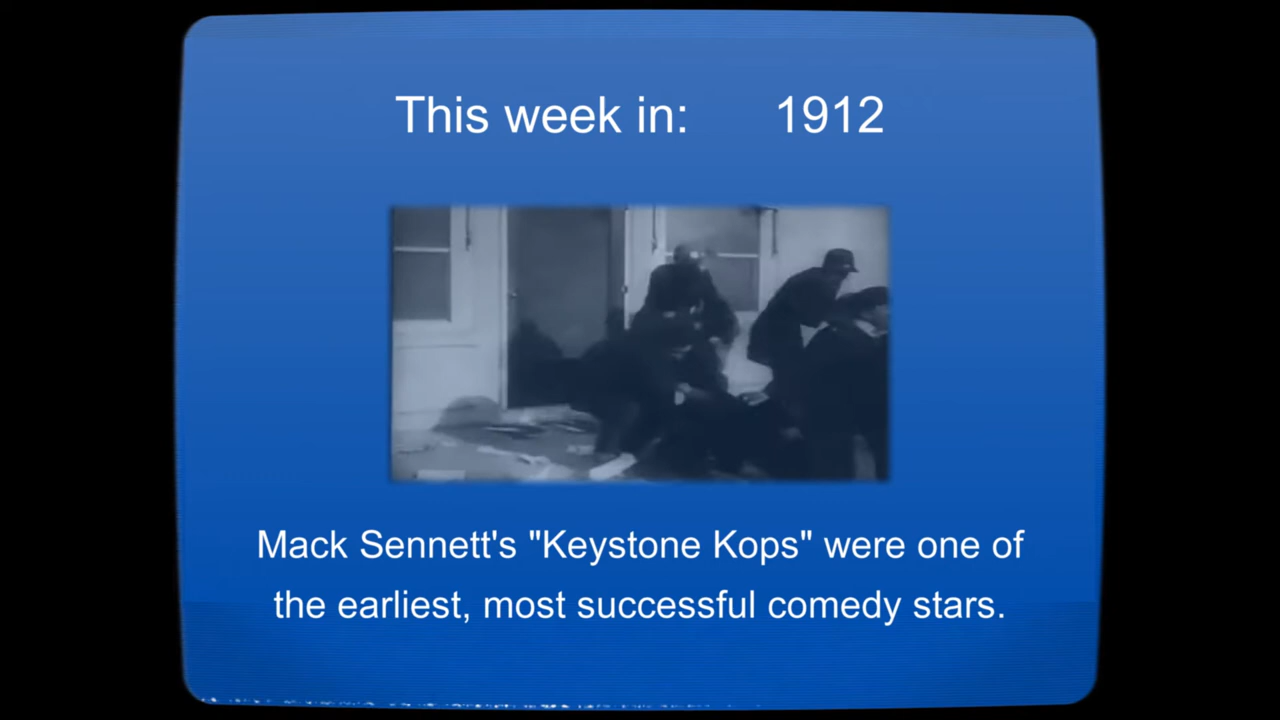 This week in: 1912
Mack Sennett's "Keystone Kops" were one of
the earliest, most successful comedy stars.